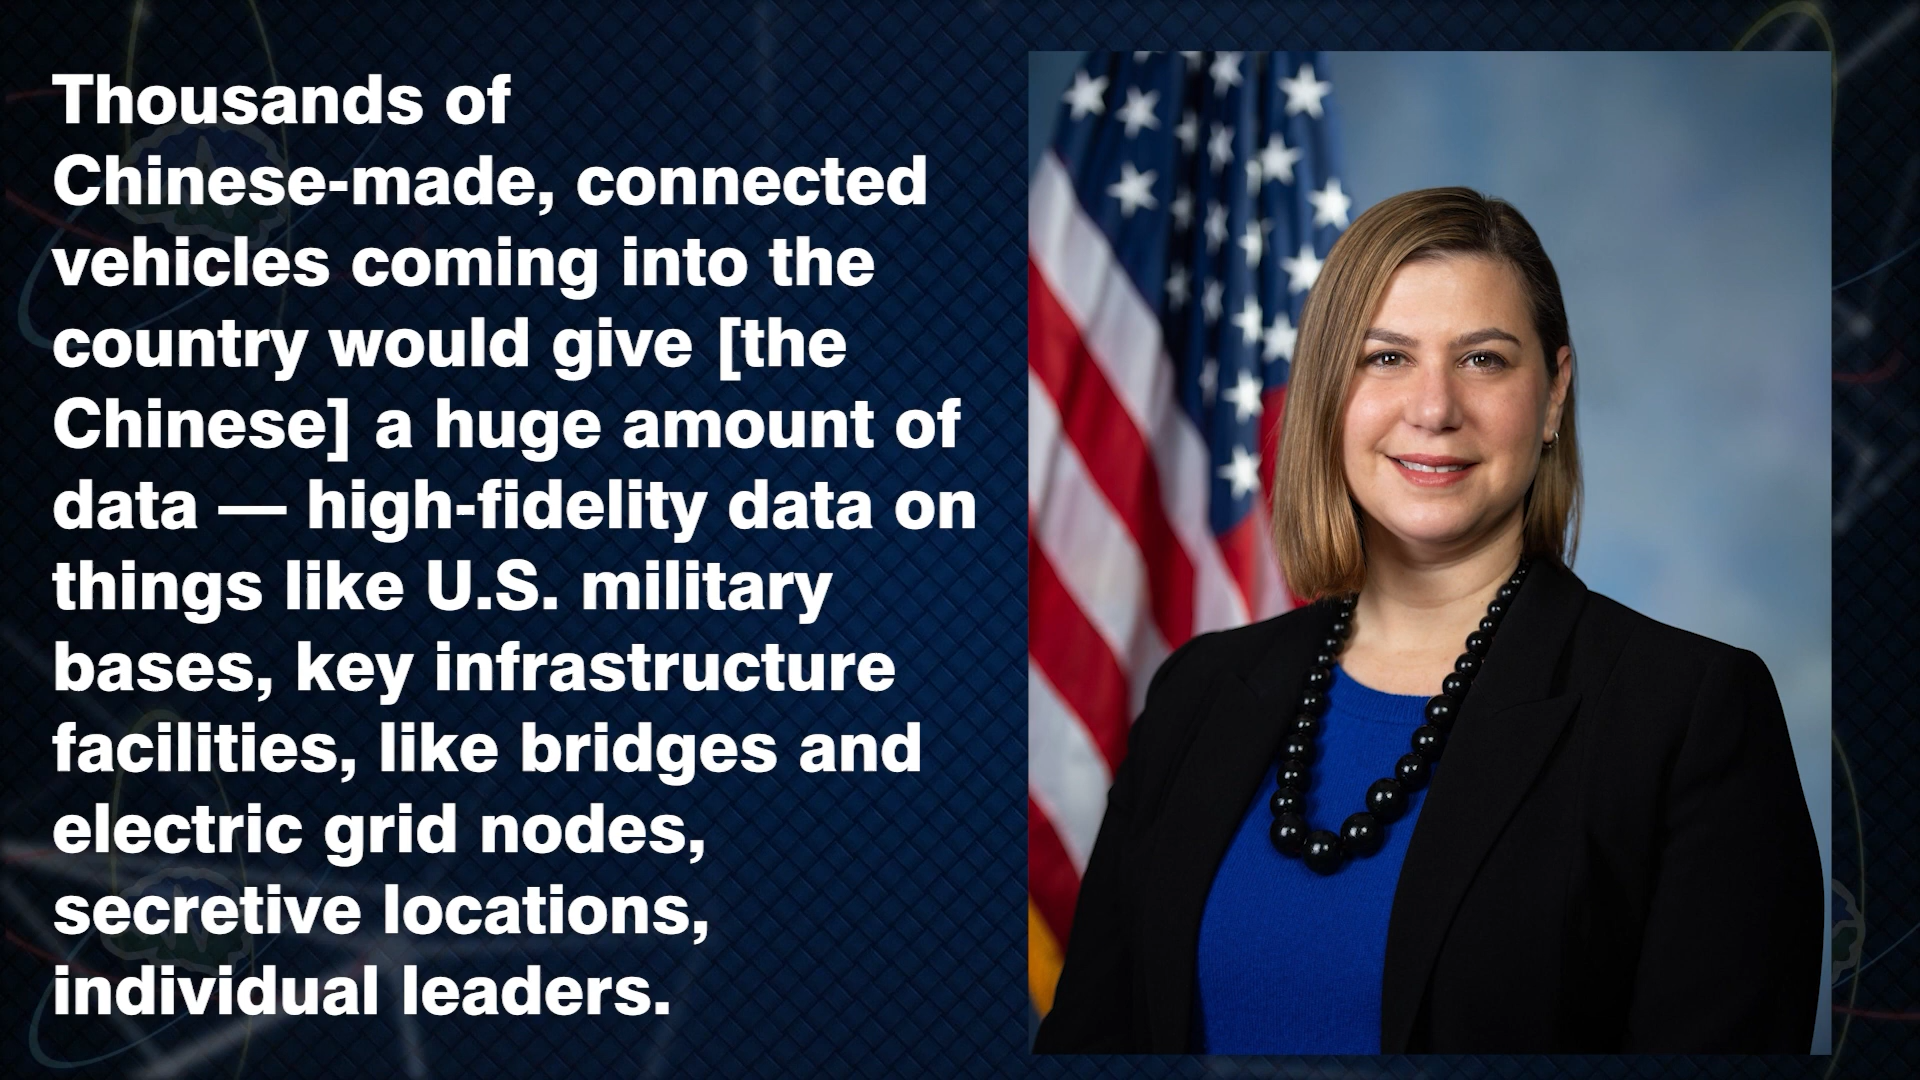 Thousands of
Chinese-made, connected
vehicles coming into the
country would give [the
Chinese] a huge amount of
data — high-fidelity data on
things like U.S. military
bases, key infrastructure
facilities, like bridges and
electric grid nodes,
secretive locations,
individual leaders.